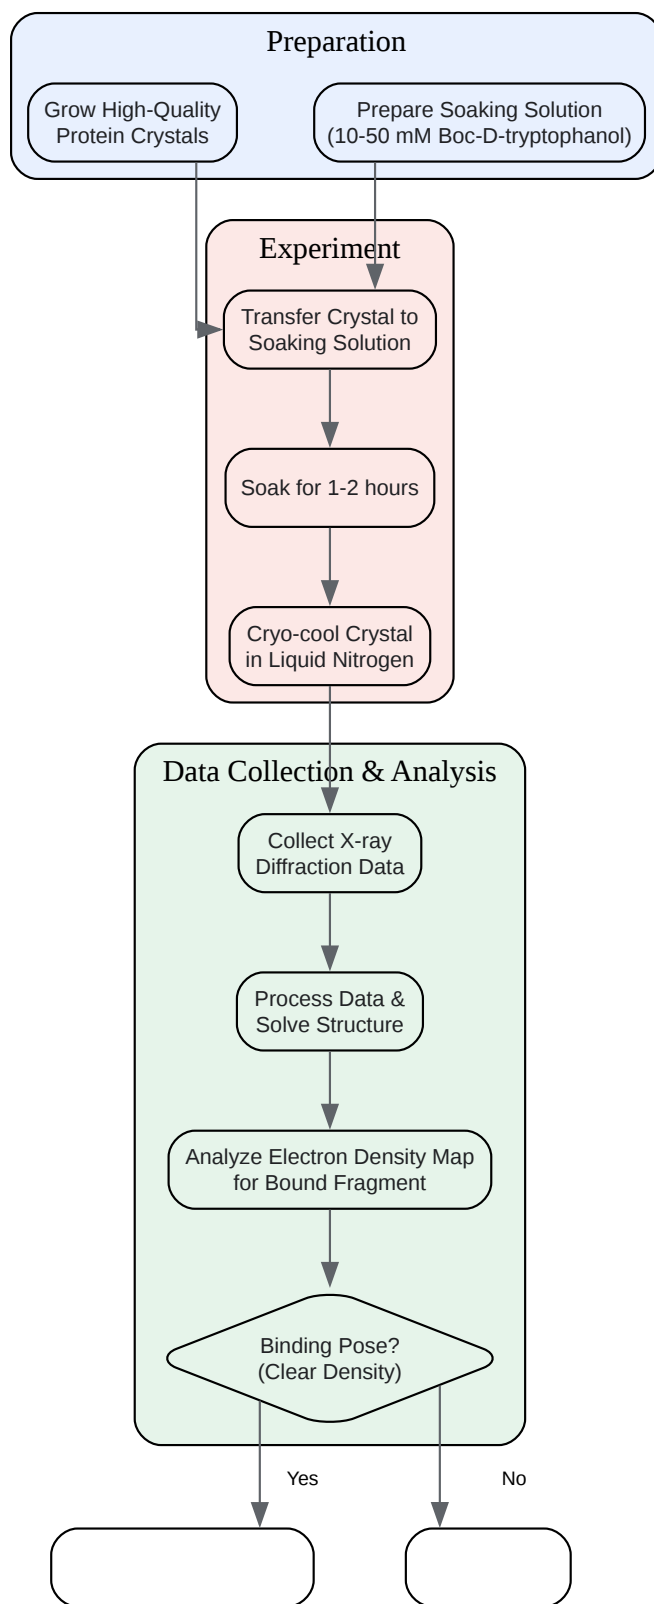 Preparation
Grow High-Quality
Protein Crystals
Prepare Soaking Solution
(10-50 mM Boc-D-tryptophanol)
Experiment
Transfer Crystal to
Soaking Solution
Soak for 1-2 hours
Cryo-cool Crystal
in Liquid Nitrogen
Data Collection & Analysis
Collect X-ray
Diffraction Data
Process Data &
Solve Structure
Analyze Electron Density Map
for Bound Fragment
Binding Pose?
(Clear Density)
Yes
No